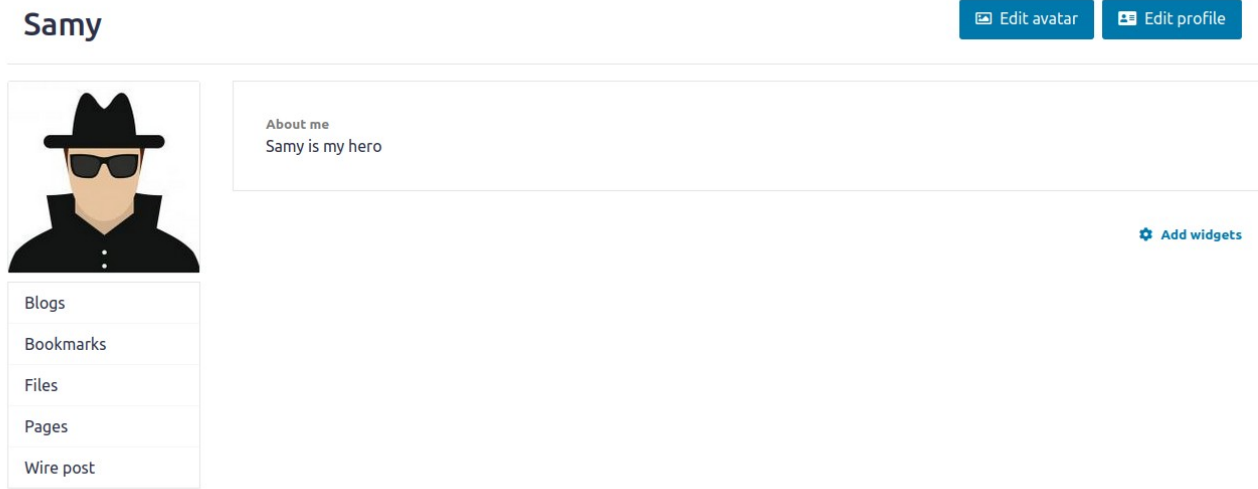 Samy
Edit avatar
Edit profile
About me
Samy is my hero
Add widgets
Blogs
Bookmarks
Files
Pages
Wire post